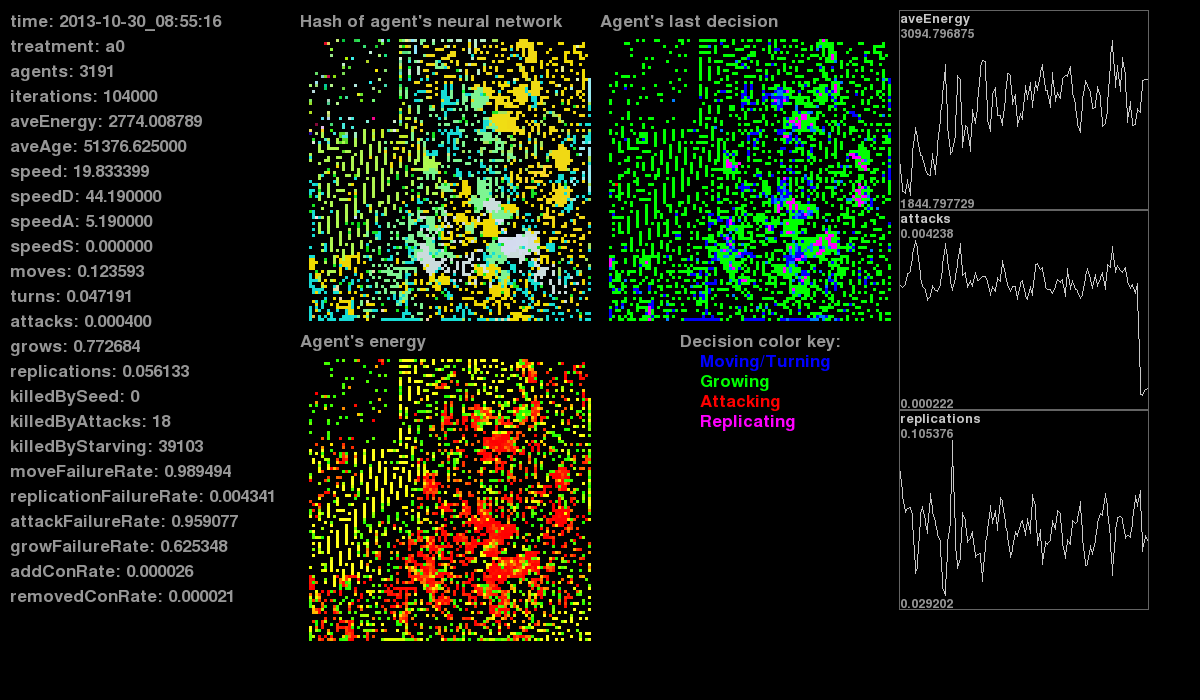 time: 2013-10-30_08:55:16
treatment: a0
agents: 3191
iterations: 104000
aveEnergy: 2774.008789
aveAge: 51376.625000
speed: 19.833399
speedD: 44.190000
speedA: 5.190000
speedS: 0.000000
moves: 0.123593
turns: 0.047191
attacks: 0.000400
grows: 0.772684
replications: 0.056133
killedBySeed: 0
killedByAttacks: 18
killedByStarving: 39103
moveFailureRate: 0.989494
replicationFailureRate: 0.004341
attackFailureRate: 0.959077
growFailureRate: 0.625348
addConRate: 0.000026
removedConRate: 0.000021
Hash of agent's neural network
Agent's last decision
Agent's energy
Decision color key:
Moving/Turning
Growing
Attacking
Replicating
aveEnergy
3094.796875
1844.797729
attacks
0.004238
0.000222
replications
0.105376
0.029202